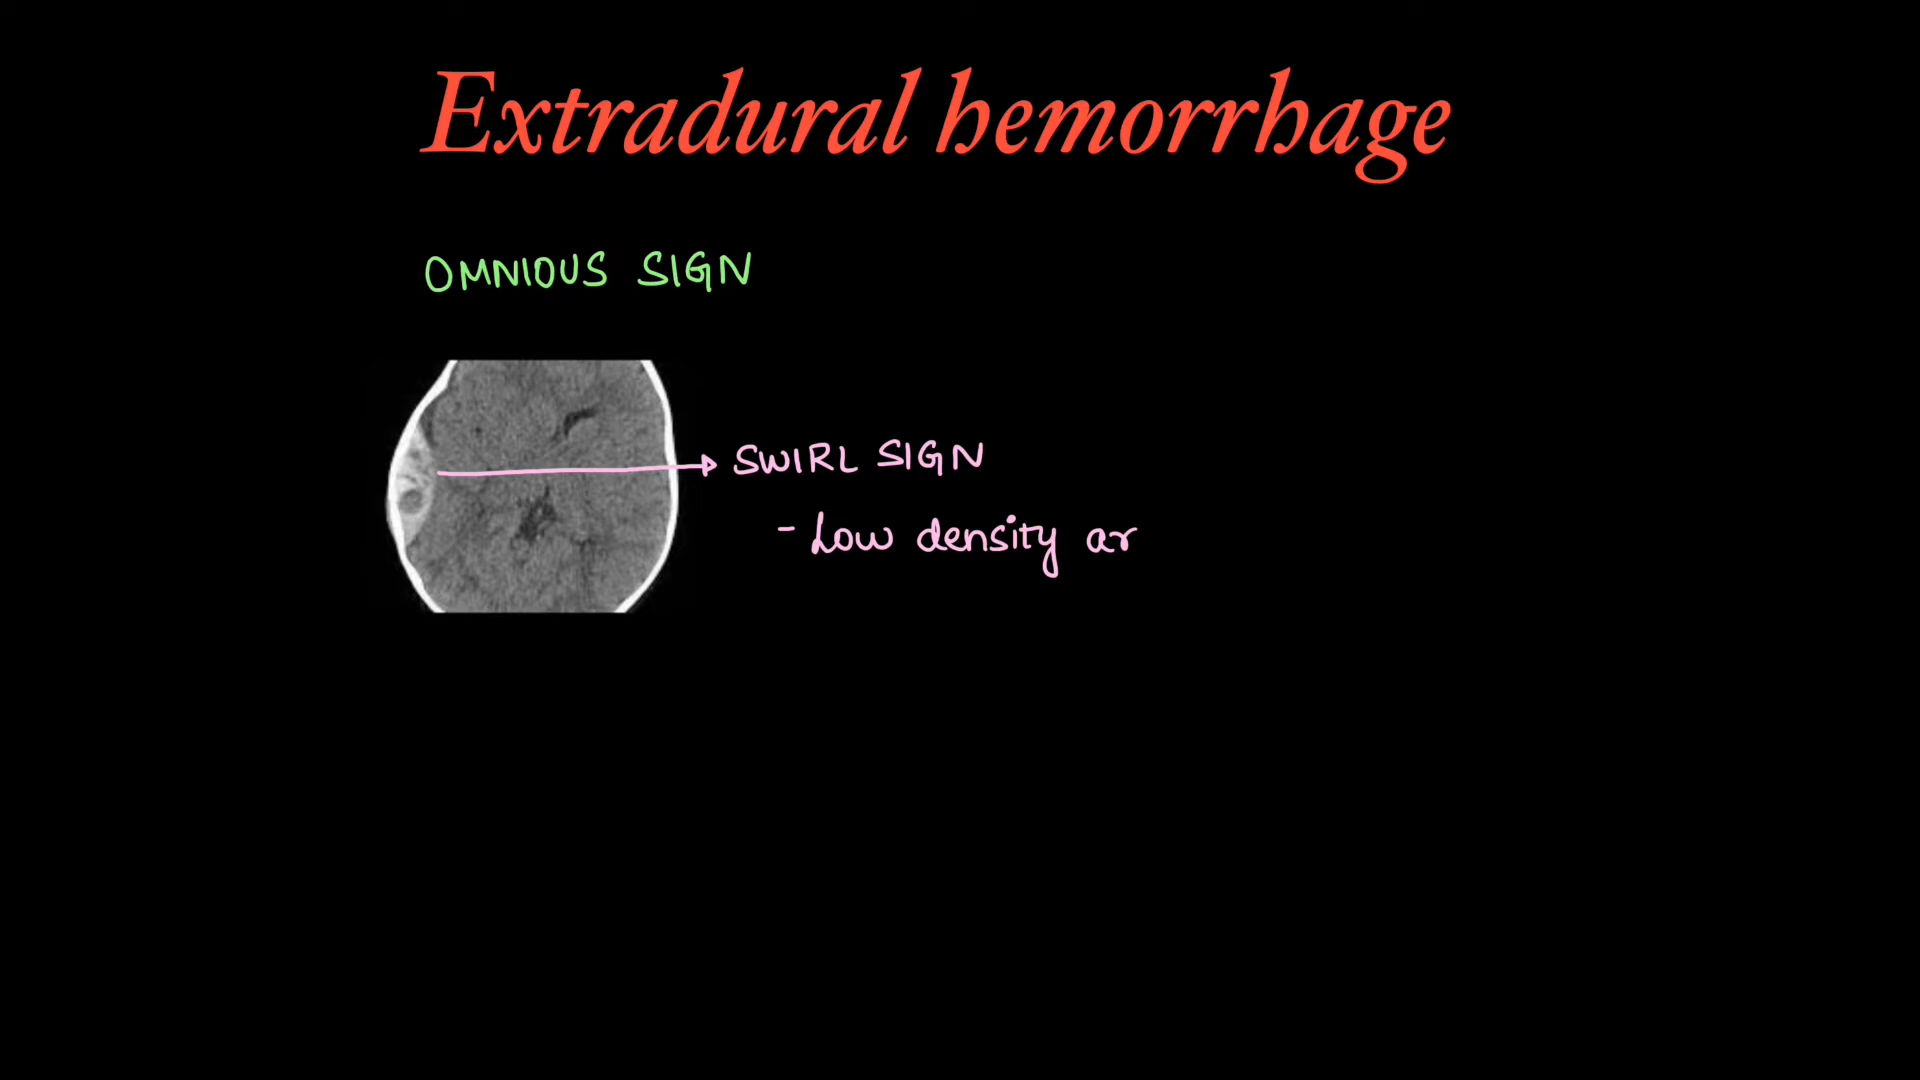 Extradural hemorrhage
OMNIOUS SIGN
SWIRL SIGN
- Low density ar